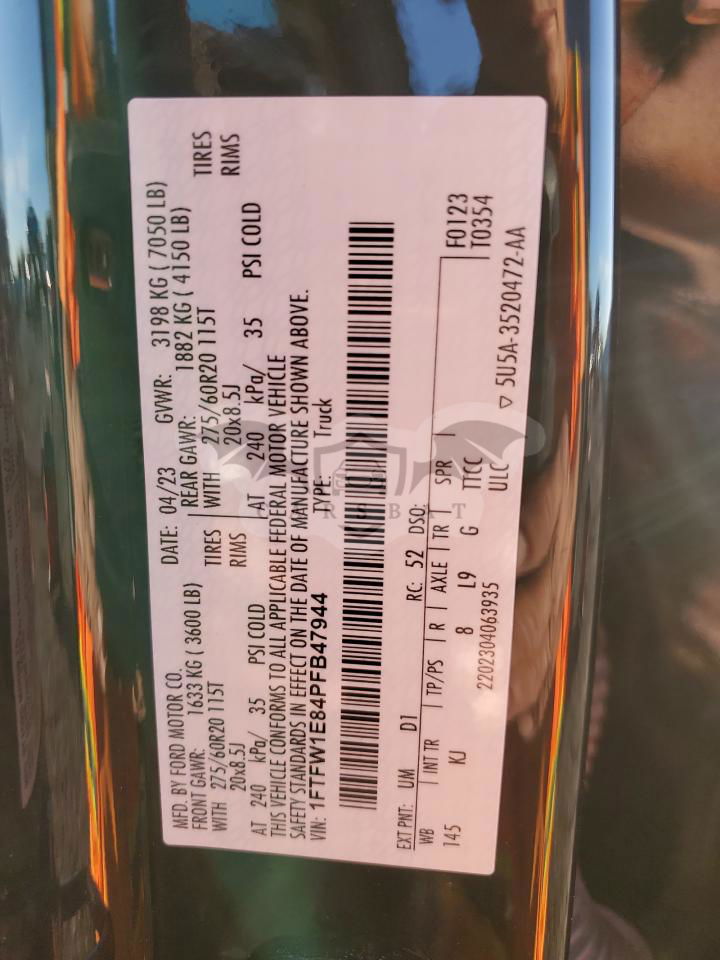 MFD. BY FORD MOTOR CO.
DATE: 04/23 GVWR: 3198 KG ( 7050 LB)
FRONT GAWR: 1633 KG ( 3600 LB)
REAR GAWR: 1882 KG ( 4150 LB)
WITH 275/60R20 115T TIRES
WITH 275/60R20 115T TIRES
20x8.5J RIMS
20x8.5J RIMS
AT 240 kPa/ 35 PSI COLD
AT 240 kPa/ 35 PSI COLD
THIS VEHICLE CONFORMS TO ALL APPLICABLE FEDERAL MOTOR VEHICLE
SAFETY STANDARDS IN EFFECT ON THE DATE OF MANUFACTURE SHOWN ABOVE.
VIN: 1FTFW1E84PFB47944 TYPE: Truck
RSBAT
EXT PNT: UM D1 RC: 52 DSO:
WB INT TR TP/PS R AXLE TR SPR F0123
145 KJ 8 L9 G TTCC T0354
2202304063935 ULC ▽ 5U5A-3520472-AA